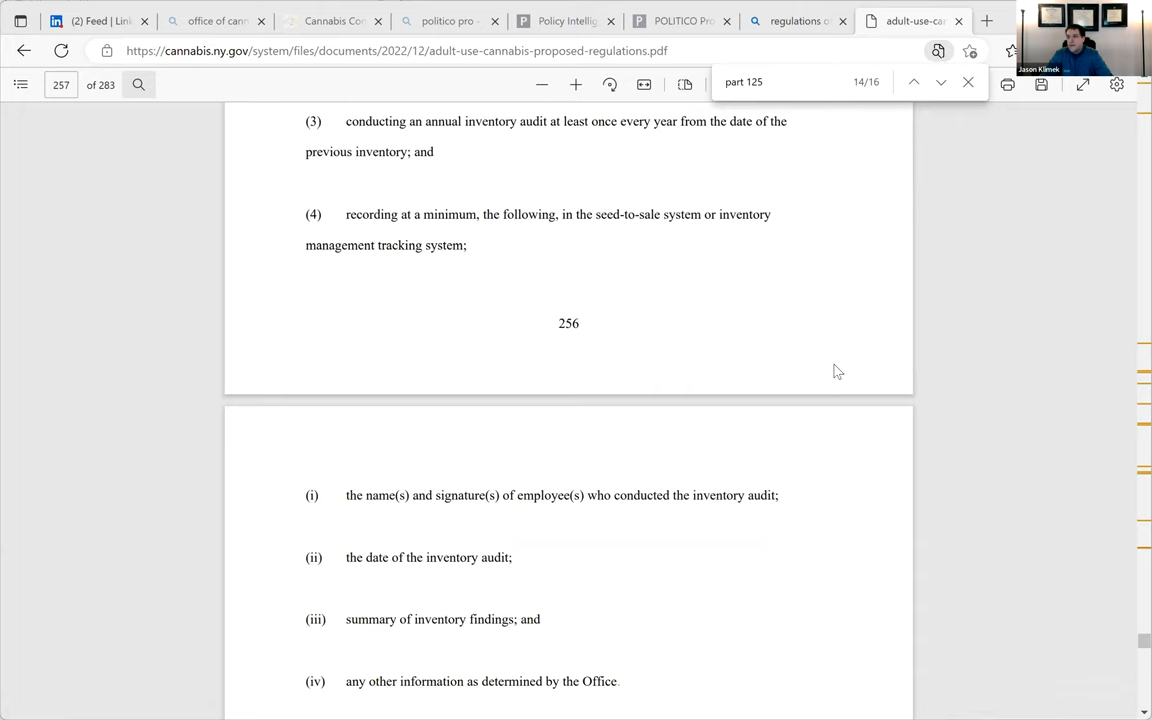 (2) Feed | Link
office of cann
Cannabis Con
politico pro -
Policy Intellig
POLITICO Pro
regulations of
adult-use-can
https://cannabis.ny.gov/system/files/documents/2022/12/adult-use-cannabis-proposed-regulations.pdf
Jason Klimek
257 of 283
part 125 14/16
(3) conducting an annual inventory audit at least once every year from the date of the
previous inventory; and
(4) recording at a minimum, the following, in the seed-to-sale system or inventory
management tracking system;
256
(i) the name(s) and signature(s) of employee(s) who conducted the inventory audit;
(ii) the date of the inventory audit;
(iii) summary of inventory findings; and
(iv) any other information as determined by the Office.